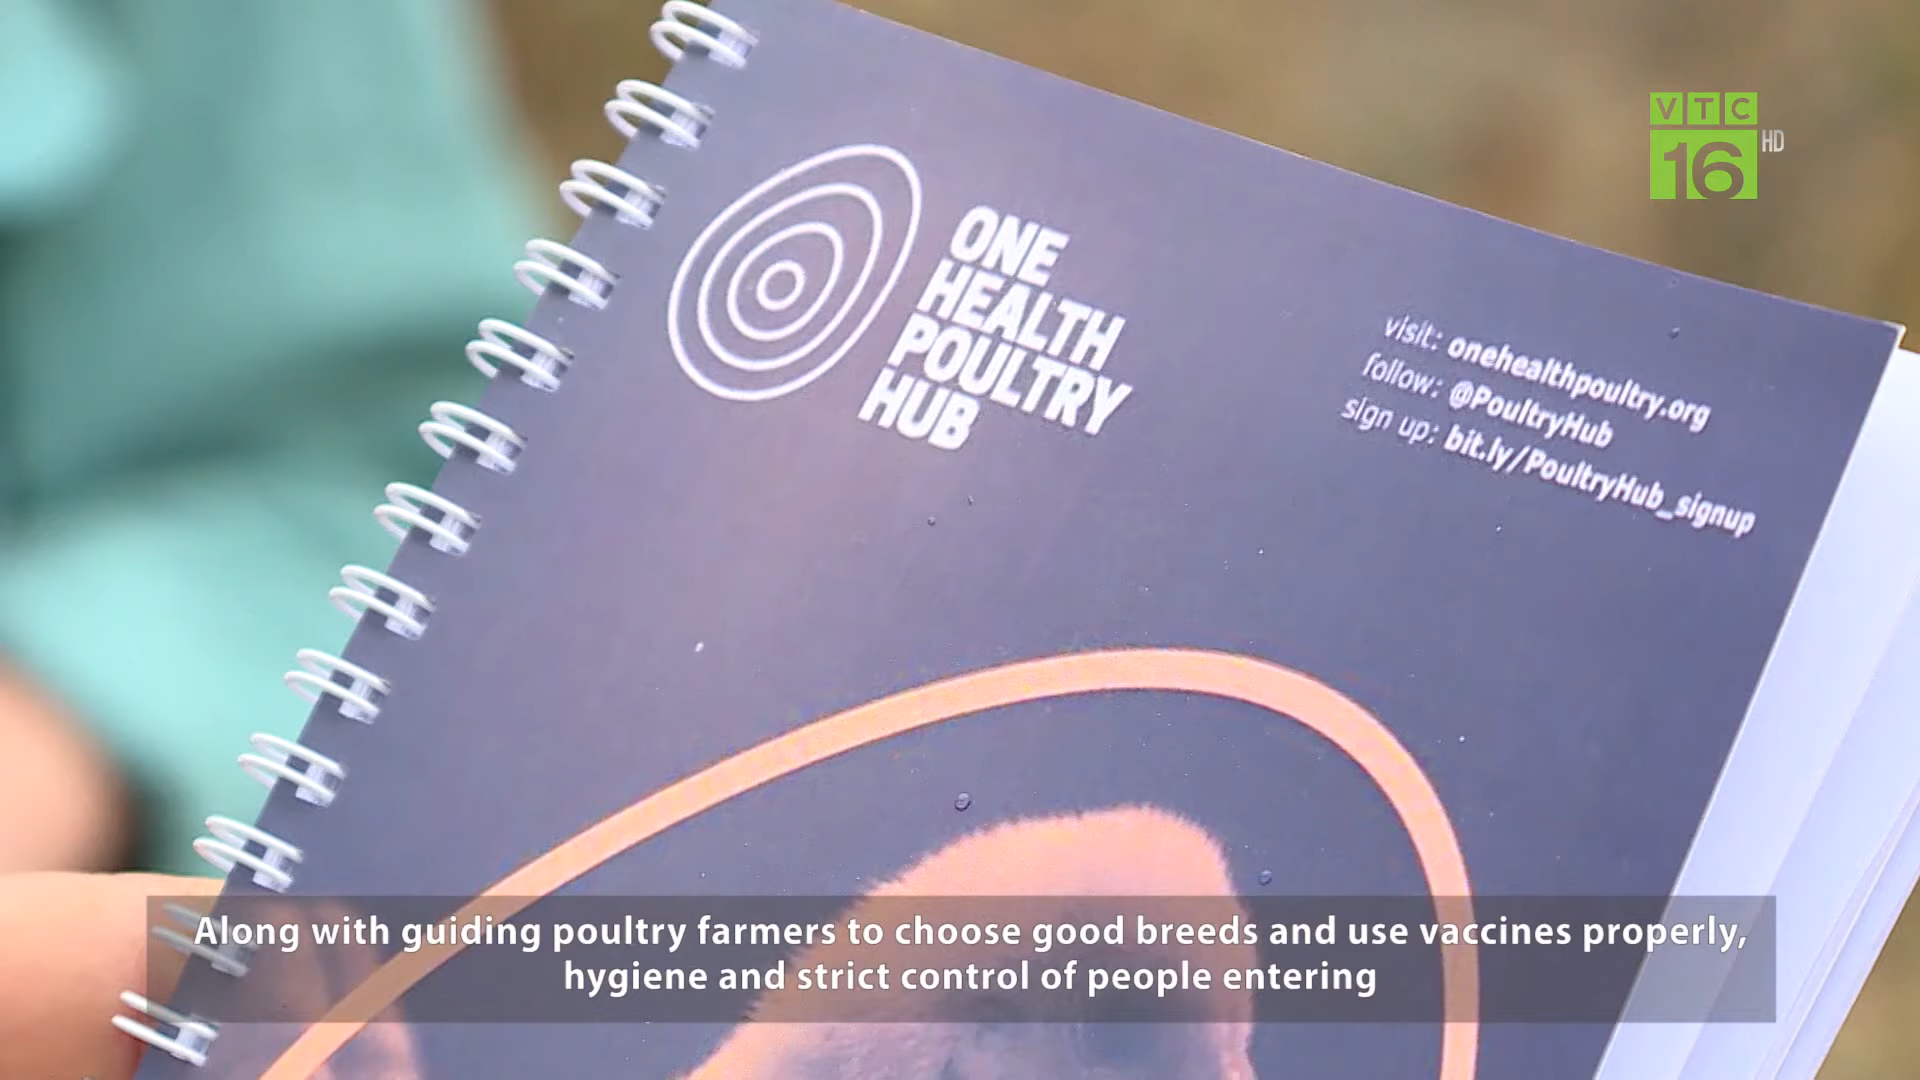 VTC
16 HD
ONE
HEALTH
POULTRY
HUB
visit: onehealthpoultry.org
follow: @PoultryHub
sign up: bit.ly/PoultryHub_signup
Along with guiding poultry farmers to choose good breeds and use vaccines properly,
hygiene and strict control of people entering